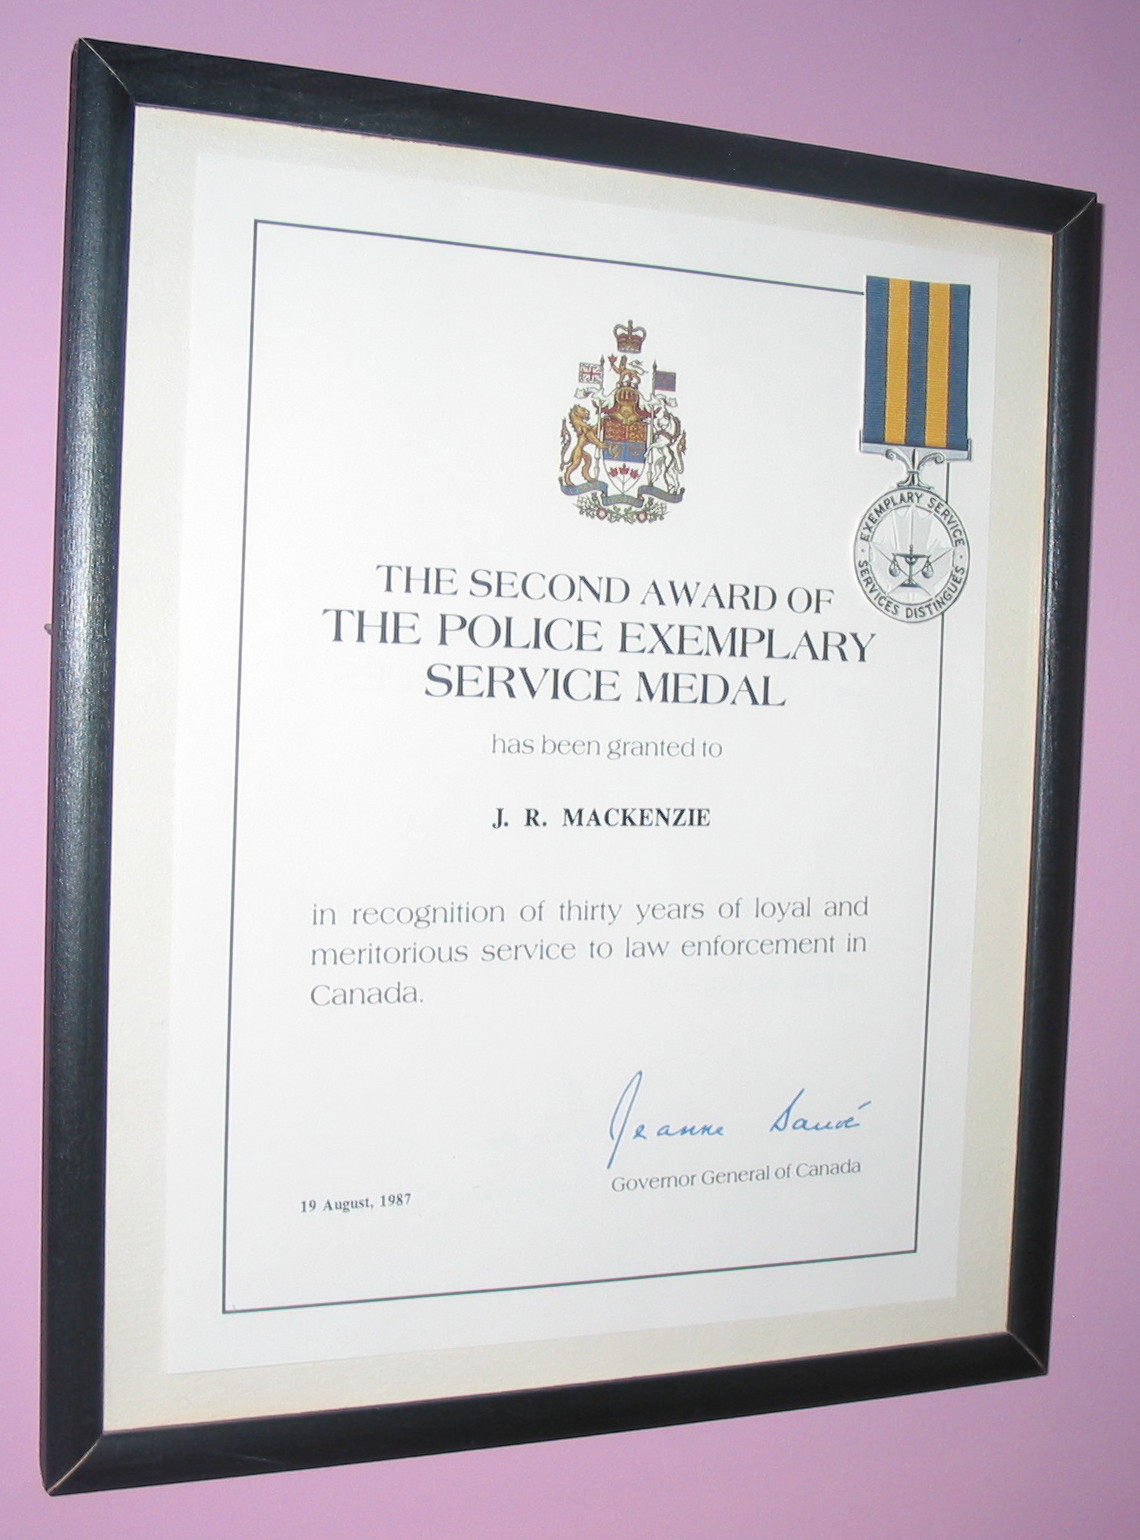 EXEMPLARY SERVICE
SERVICES DISTINGUÉS
THE SECOND AWARD OF
THE POLICE EXEMPLARY
SERVICE MEDAL
has been granted to
J. R. MACKENZIE
in recognition of thirty years of loyal and
meritorious service to law enforcement in
Canada.
Jeanne Sauvé
Governor General of Canada
19 August, 1987